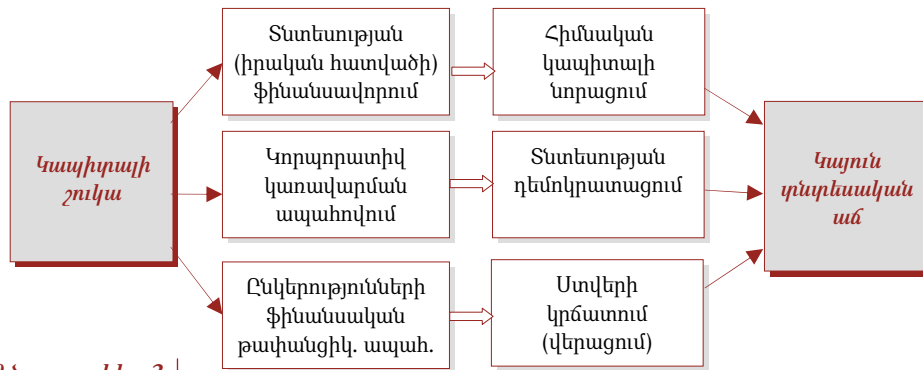 Կապիտալի
շուկա
Տնտեսության
(իրական հատվածի)
ֆինանսավորում
Հիմնական
կապիտալի
նորացում
Կորպորատիվ
կառավարման
ապահովում
Տնտեսության
դեմոկրատացում
Ընկերությունների
ֆինանսական
թափանցիկ. ապահ.
Ստվերի
կրճատում
(վերացում)
Կայուն
տնտեսական
աճ